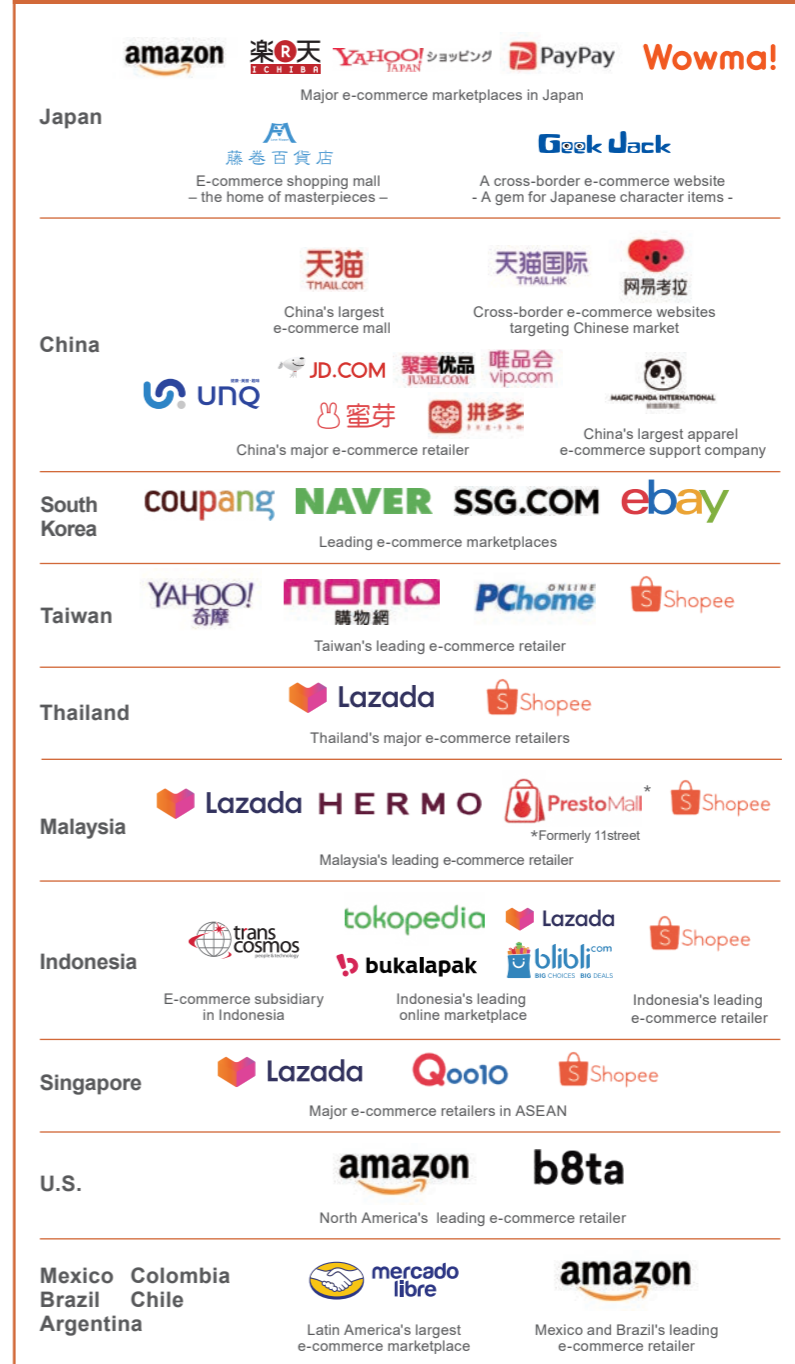 amazon 楽R天 ICHIBA YAHOO! JAPAN ショッピング P PayPay Wowma!
Major e-commerce marketplaces in Japan
Japan
藤巻百貨店 Geek Jack
E-commerce shopping mall
– the home of masterpieces –
A cross-border e-commerce website
- A gem for Japanese character items -
天猫 TMALL.COM 天猫国际 TMALL.HK 网易考拉
China's largest
e-commerce mall
Cross-border e-commerce websites
targeting Chinese market
China
JD.COM 聚美优品 JUMEI.COM 唯品会 vip.com
unQ
蜜芽 拼多多
MAGIC PANDA INTERNATIONAL
China's major e-commerce retailer
China's largest apparel
e-commerce support company
South
Korea
coupang NAVER SSG.COM ebay
Leading e-commerce marketplaces
Taiwan
YAHOO! 奇摩 momo 購物網 PChome ONLINE S Shopee
Taiwan's leading e-commerce retailer
Thailand
Lazada S Shopee
Thailand's major e-commerce retailers
Malaysia
Lazada HERMO PrestoMall* S Shopee
*Formerly 11street
Malaysia's leading e-commerce retailer
Indonesia
trans cosmos people & technology
tokopedia Lazada
bukalapak blibli.com BIG CHOICES BIG DEALS
S Shopee
E-commerce subsidiary
in Indonesia
Indonesia's leading
online marketplace
Indonesia's leading
e-commerce retailer
Singapore
Lazada Qoo10 S Shopee
Major e-commerce retailers in ASEAN
U.S.
amazon b8ta
North America's leading e-commerce retailer
Mexico Colombia
Brazil Chile
Argentina
mercado libre amazon
Latin America's largest
e-commerce marketplace
Mexico and Brazil's leading
e-commerce retailer